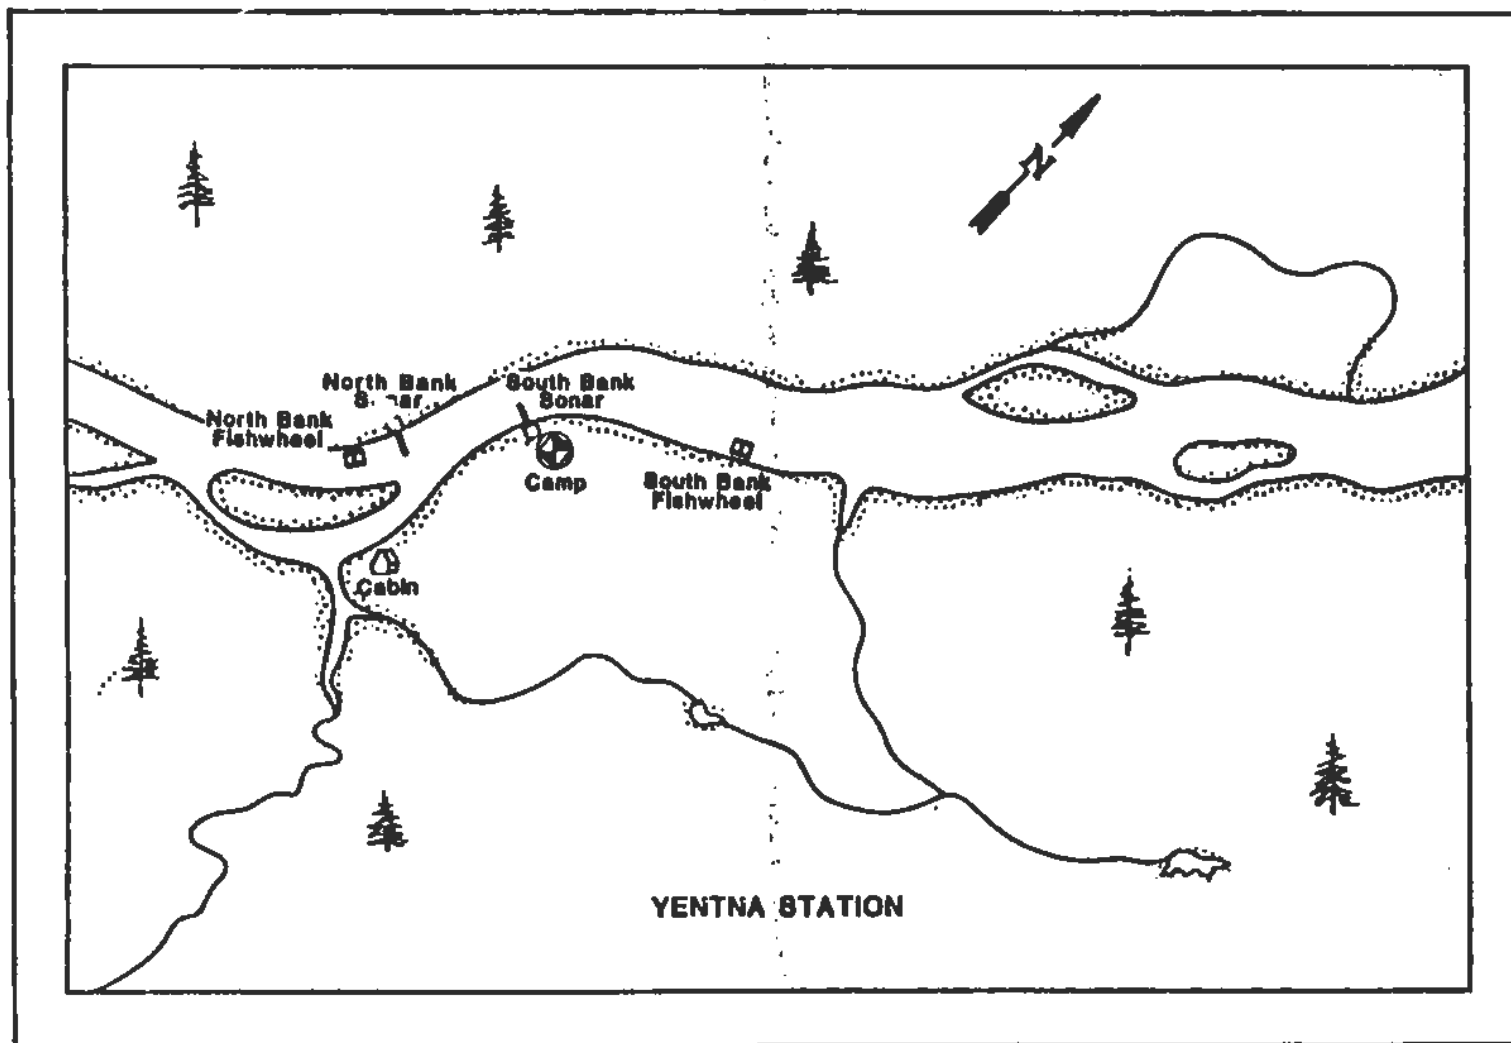 N
North Bank
South Bank
Sonar
North Bank
Fishwheel
Camp
South Bank
Fishwheel
Cabin
YENTNA STATION